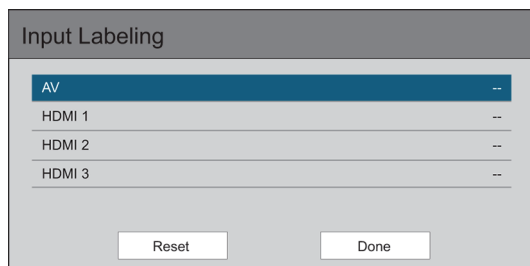 Input Labeling
AV --
HDMI 1 --
HDMI 2 --
HDMI 3 --
Reset Done